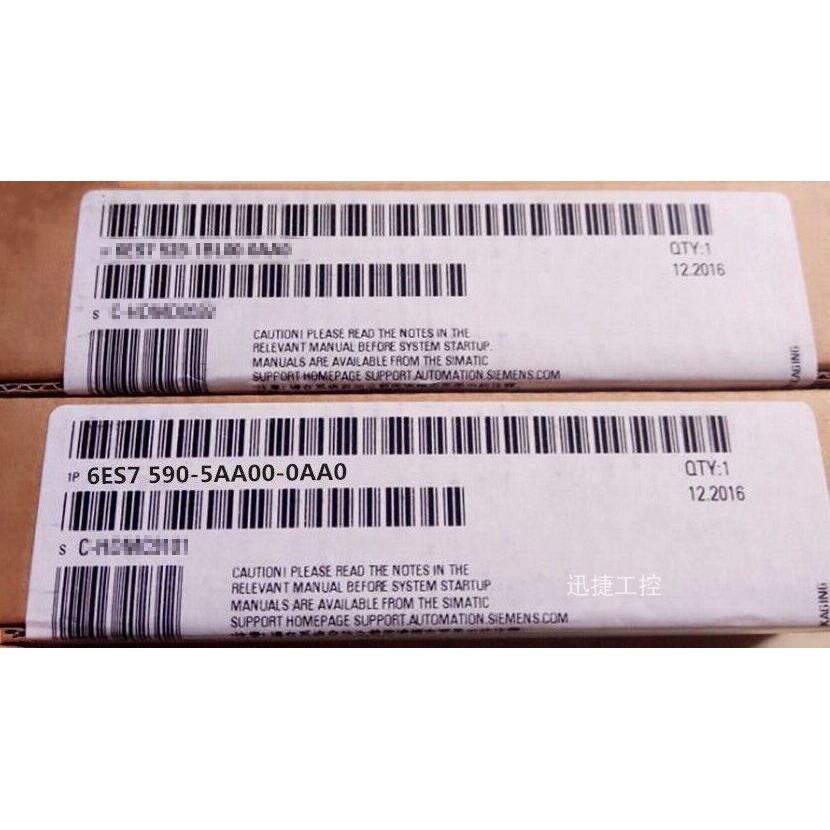 QTY:1
12.2016
S
CAUTION! PLEASE READ THE NOTES IN THE
RELEVANT MANUAL BEFORE SYSTEM STARTUP.
MANUALS ARE AVAILABLE FROM THE SIMATIC
SUPPORT HOMEPAGE SUPPORT.AUTOMATION.SIEMENS.COM
KAGING
1P 6ES7 590-5AA00-0AA0
QTY:1
12.2016
S
CAUTION! PLEASE READ THE NOTES IN THE
RELEVANT MANUAL BEFORE SYSTEM STARTUP
MANUALS ARE AVAILABLE FROM THE SIMATIC
SUPPORT HOMEPAGE SUPPORT.AUTOMATION.SIEMENS.COM
迅捷工控
KAGING